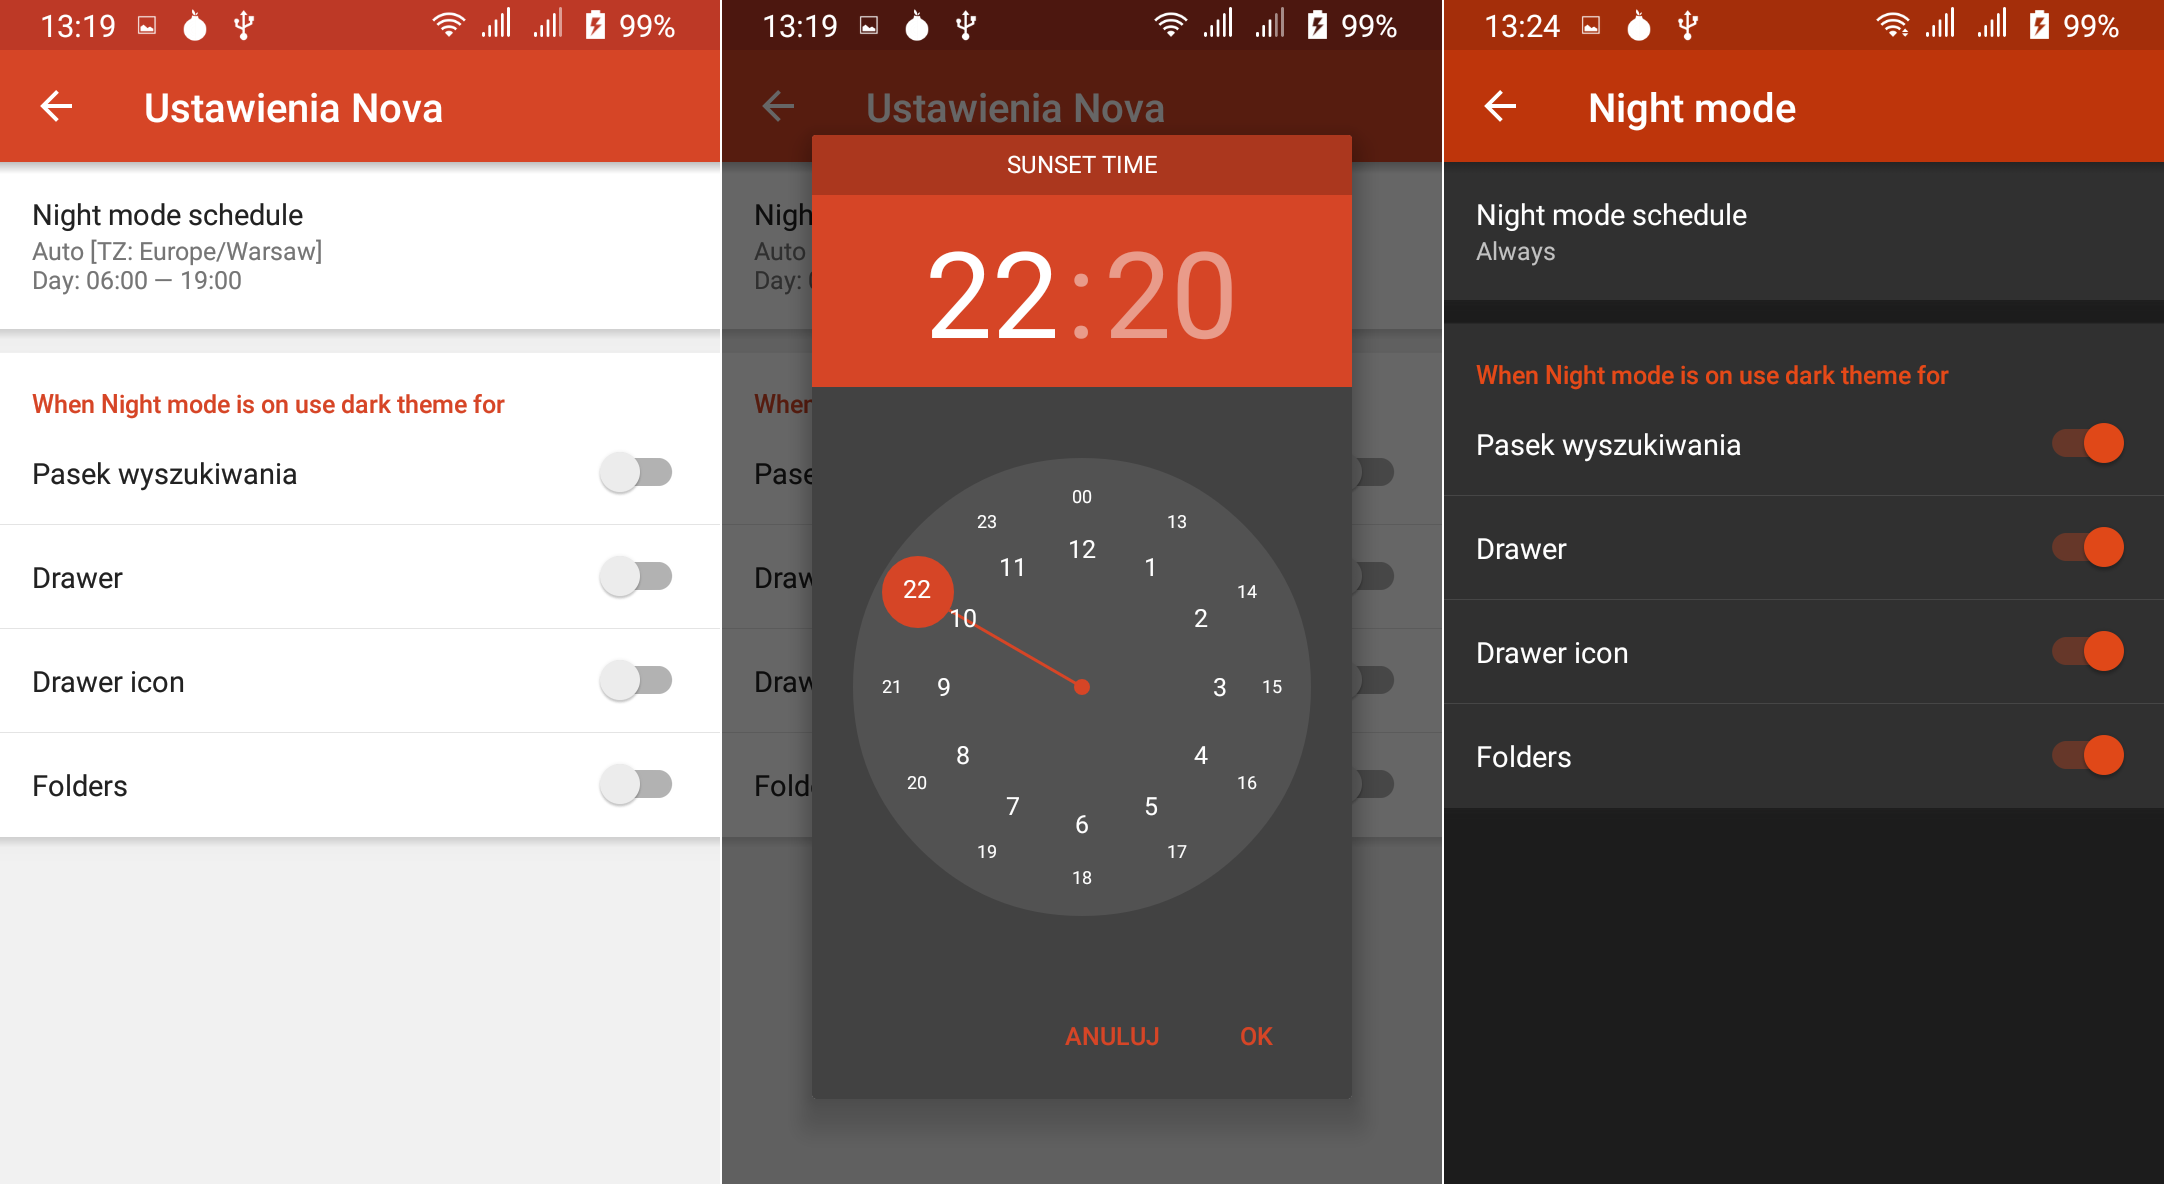 13:19 99%
Ustawienia Nova
Night mode schedule
Auto [TZ: Europe/Warsaw]
Day: 06:00 — 19:00
When Night mode is on use dark theme for
Pasek wyszukiwania
Drawer
Drawer icon
Folders
13:19 99%
Ustawienia Nova
SUNSET TIME
22:20
00
23 13
12
11 1
22 14
10 2
21 9 3 15
8 4
20 16
7 5
6
19 17
18
ANULUJ OK
Nigh
Auto
Day:
When
Pase
Draw
Draw
Fold
13:24 99%
Night mode
Night mode schedule
Always
When Night mode is on use dark theme for
Pasek wyszukiwania
Drawer
Drawer icon
Folders